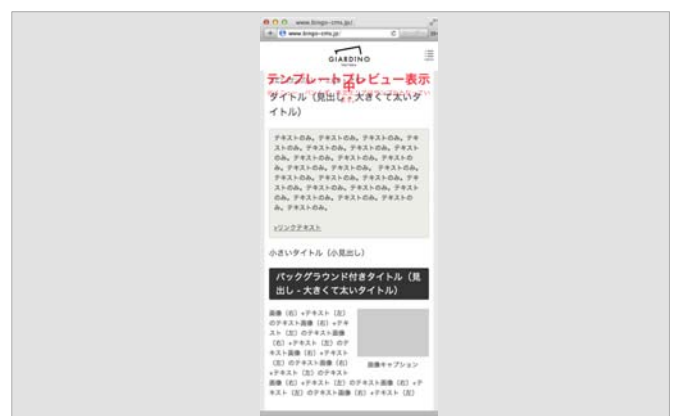 www.bingo-cms.jp/
www.bingo-cms.jp/
GIARDINO
テンプレートプレビュー表示
中
タイトル（見出し - 大きくて太いタ
イトル）
テキストのみ。テキストのみ。テキストのみ。テキ
ストのみ。テキストのみ。テキストのみ。テキスト
のみ。テキストのみ。テキストのみ。テキストの
み。テキストのみ。テキストのみ。 テキストのみ。
テキストのみ。テキストのみ。テキストのみ。テキ
ストのみ。テキストのみ。テキストのみ。テキスト
のみ。テキストのみ。テキストのみ。テキストの
み。テキストのみ。
»リンクテキスト
小さいタイトル（小見出し）
バックグラウンド付きタイトル（見
出し - 大きくて太いタイトル）
画像（右）+テキスト（左）
のテキスト画像（右）+テキ
スト（左）のテキスト画像
（右）+テキスト（左）のテ
キスト画像（右）+テキスト
（左）のテキスト画像（右）
+テキスト（左）のテキスト
画像キャプション
画像（右）+テキスト（左）のテキスト画像（右）+テ
キスト（左）のテキスト画像（右）+テキスト（左）